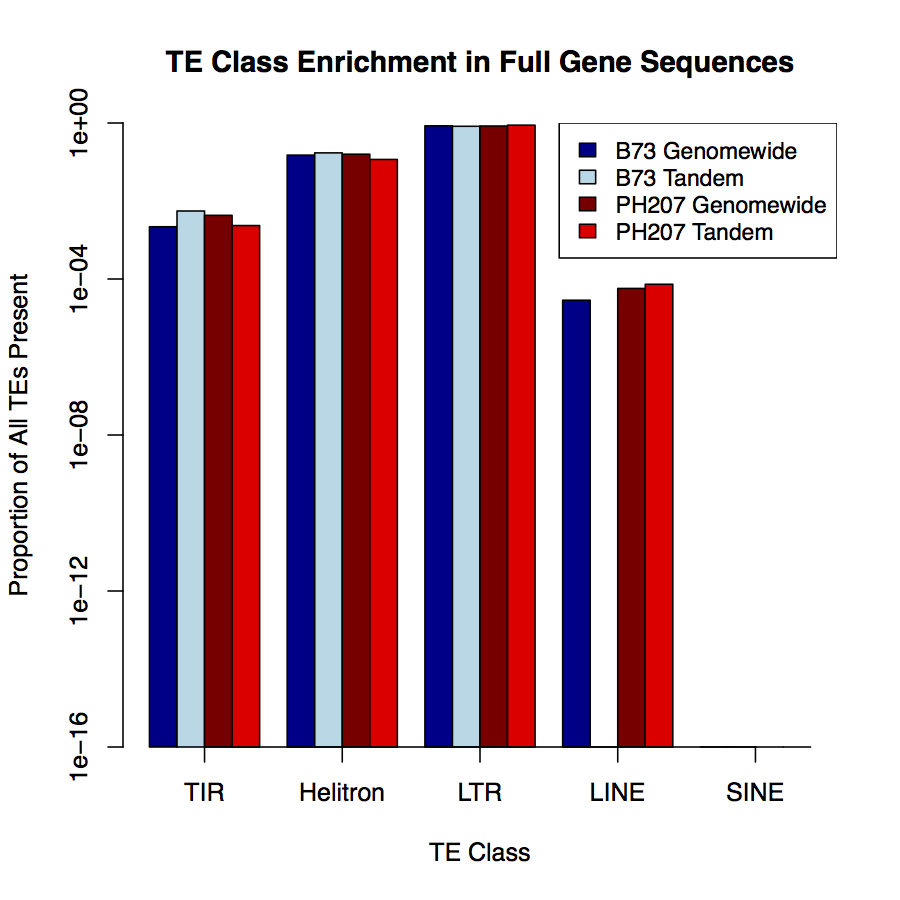 TE Class Enrichment in Full Gene Sequences
B73 Genomewide
B73 Tandem
PH207 Genomewide
PH207 Tandem
Proportion of All TEs Present
1e+00
1e−04
1e−08
1e−12
1e−16
TIR
Helitron
LTR
LINE
SINE
TE Class